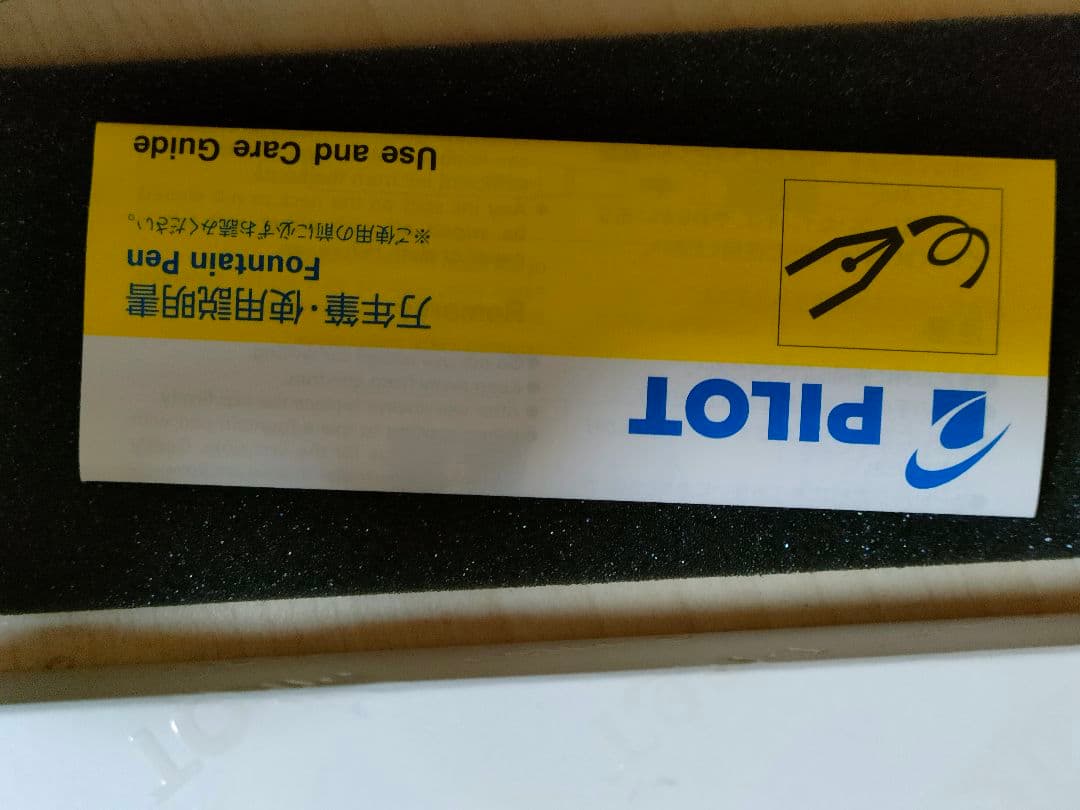 PILOT
万年筆・使用説明書
Fountain Pen
※ご使用の前に必ずお読みください。
Use and Care Guide